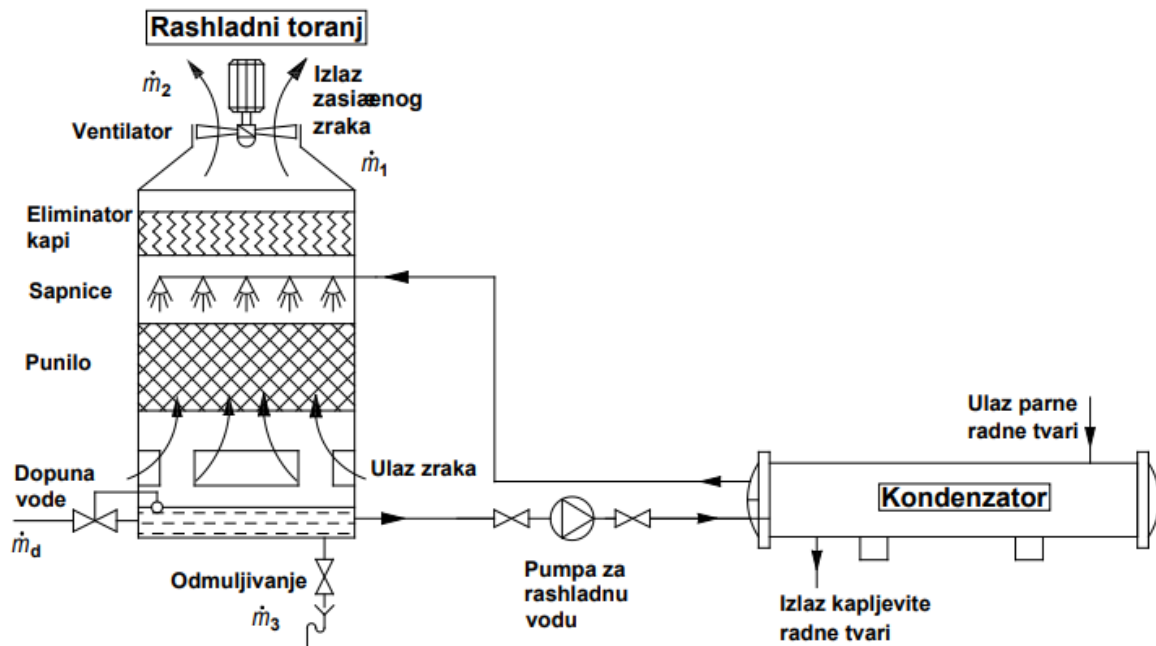 Rashladni toranj
ṁ2
Izlaz
zasiæenog
zraka
Ventilator
ṁ1
Eliminator
kapi
Sapnice
Punilo
Ulaz parne
radne tvari
Dopuna
vode
Ulaz zraka
Kondenzator
ṁd
Odmuljivanje
Pumpa za
rashladnu
vodu
Izlaz kapljevite
radne tvari
ṁ3